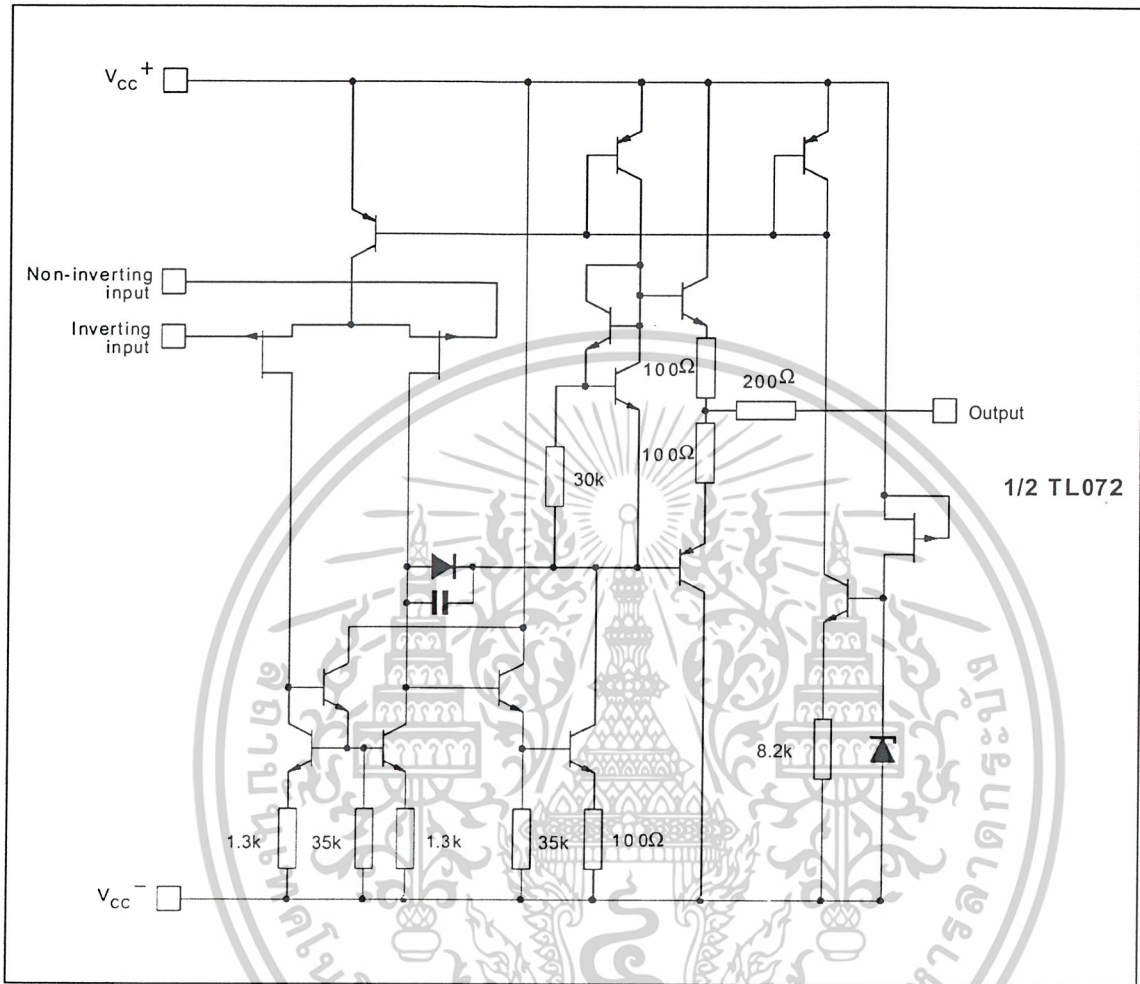 VCC+
Non-inverting
input
Inverting
input
100Ω
200Ω
Output
100Ω
30k
1/2 TL072
8.2k
1.3k
35k
1.3k
35k
100Ω
VCC−